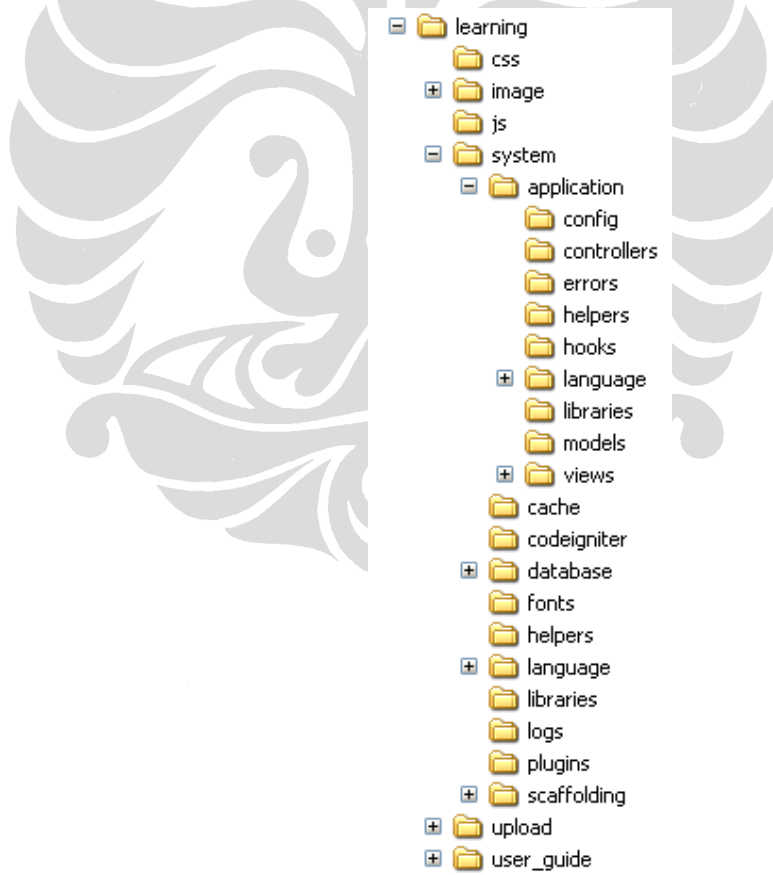 learning
css
image
js
system
application
config
controllers
errors
helpers
hooks
language
libraries
models
views
cache
codeigniter
database
fonts
helpers
language
libraries
logs
plugins
scaffolding
upload
user_guide